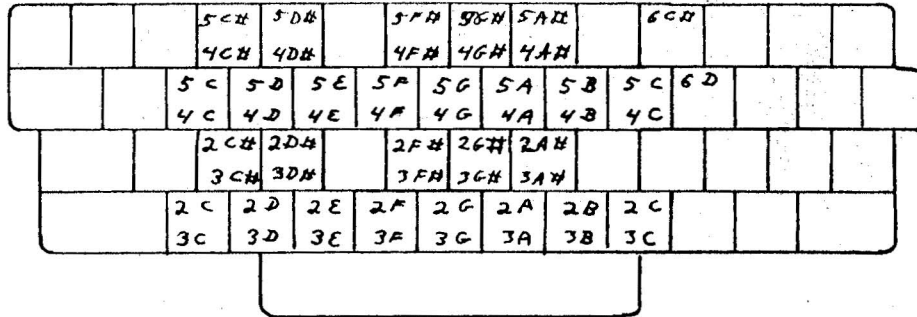 5C# 5D# 5F# 5G# 5A# 6C#
4C# 4D# 4F# 4G# 4A#
5C 5D 5E 5F 5G 5A 5B 5C 6D
4C 4D 4E 4F 4G 4A 4B 4C
2C# 2D# 2F# 2G# 2A#
3C# 3D# 3F# 3G# 3A#
2C 2D 2E 2F 2G 2A 2B 2C
3C 3D 3E 3F 3G 3A 3B 3C